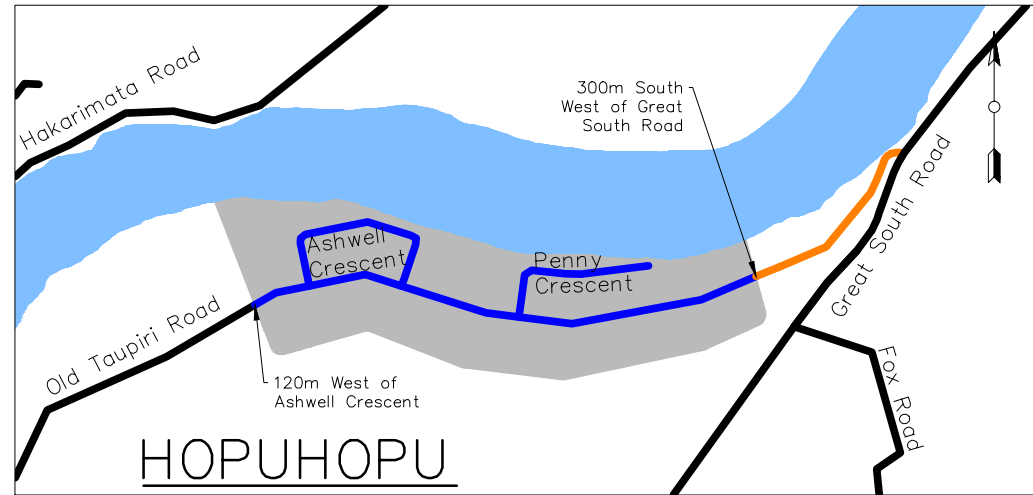 Hakarimata Road
300m South
West of Great
South Road
Great South Road
Ashwell
Crescent
Penny
Crescent
Old Taupiri Road
120m West of
Ashwell Crescent
Fox Road
HOPUHOPU